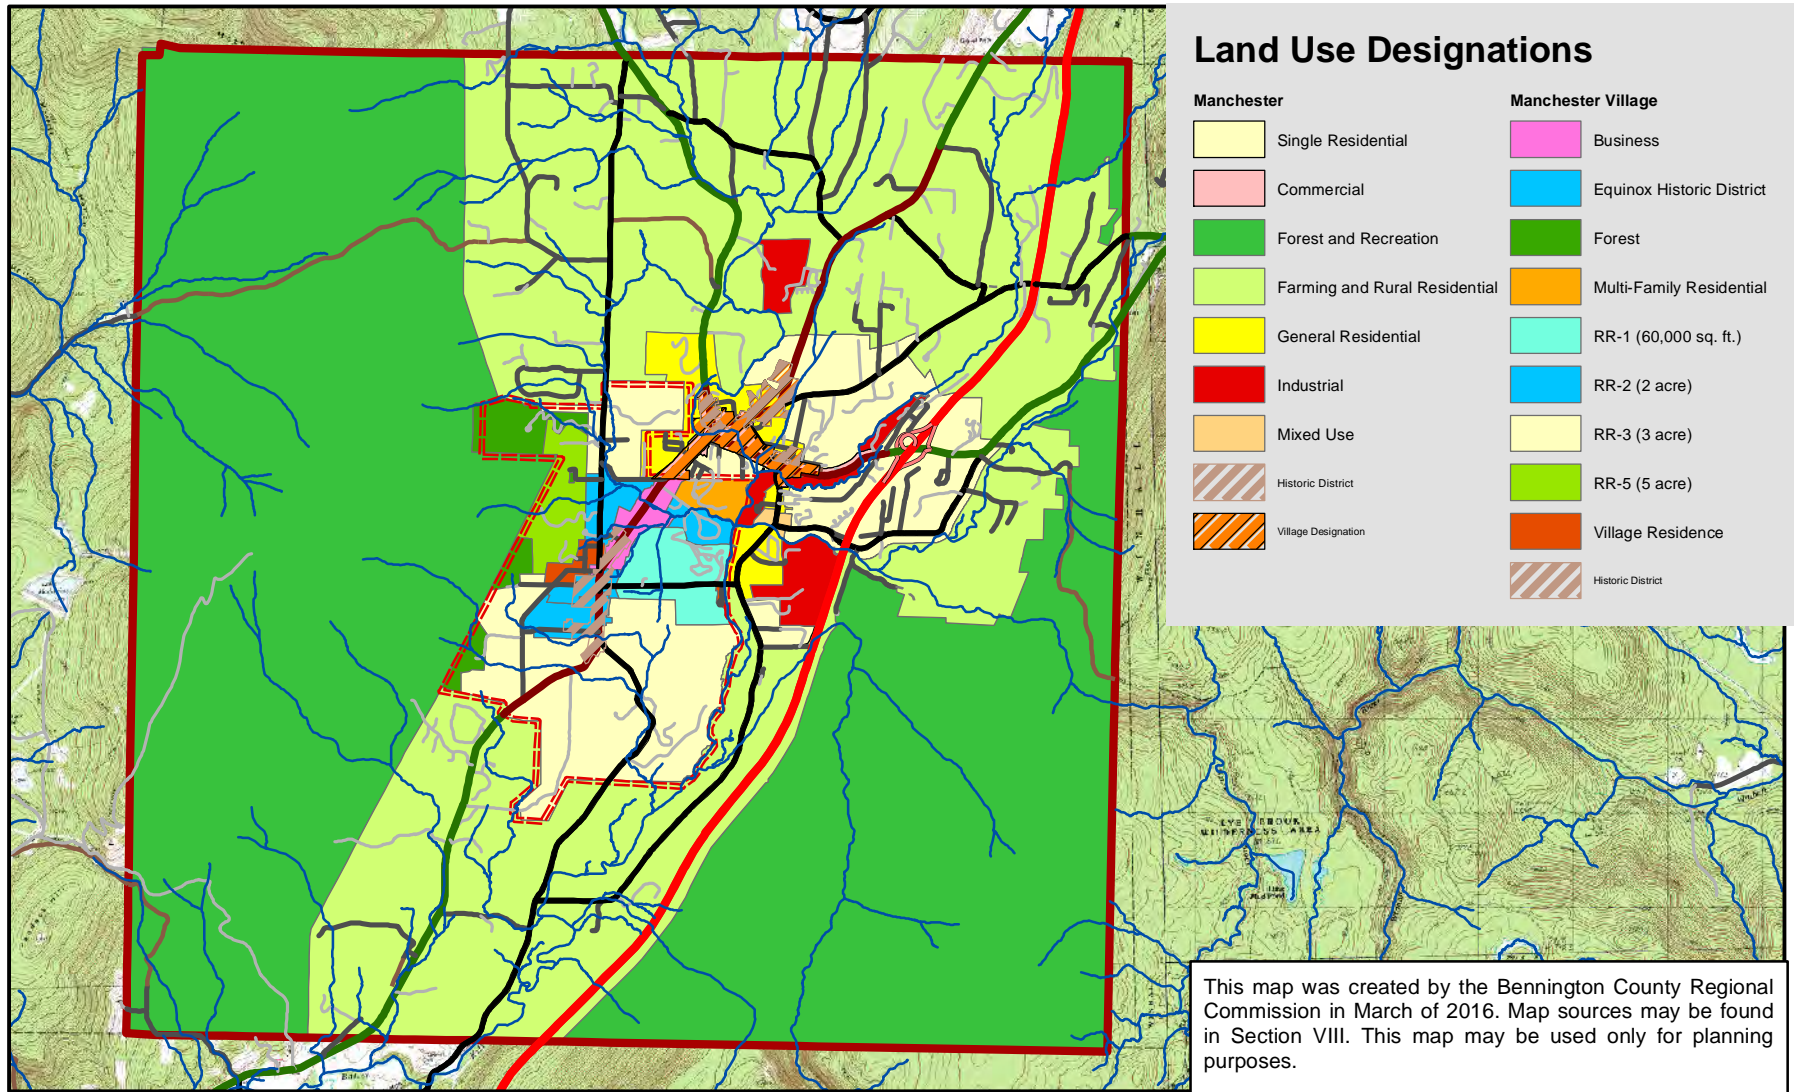 Land Use Designations
Manchester
Single Residential
Commercial
Forest and Recreation
Farming and Rural Residential
General Residential
Industrial
Mixed Use
Historic District
Village Designation
Manchester Village
Business
Equinox Historic District
Forest
Multi-Family Residential
RR-1 (60,000 sq. ft.)
RR-2 (2 acre)
RR-3 (3 acre)
RR-5 (5 acre)
Village Residence
Historic District
LYE BROOK
WILDERNESS AREA
This map was created by the Bennington County Regional
Commission in March of 2016. Map sources may be found
in Section VIII. This map may be used only for planning
purposes.